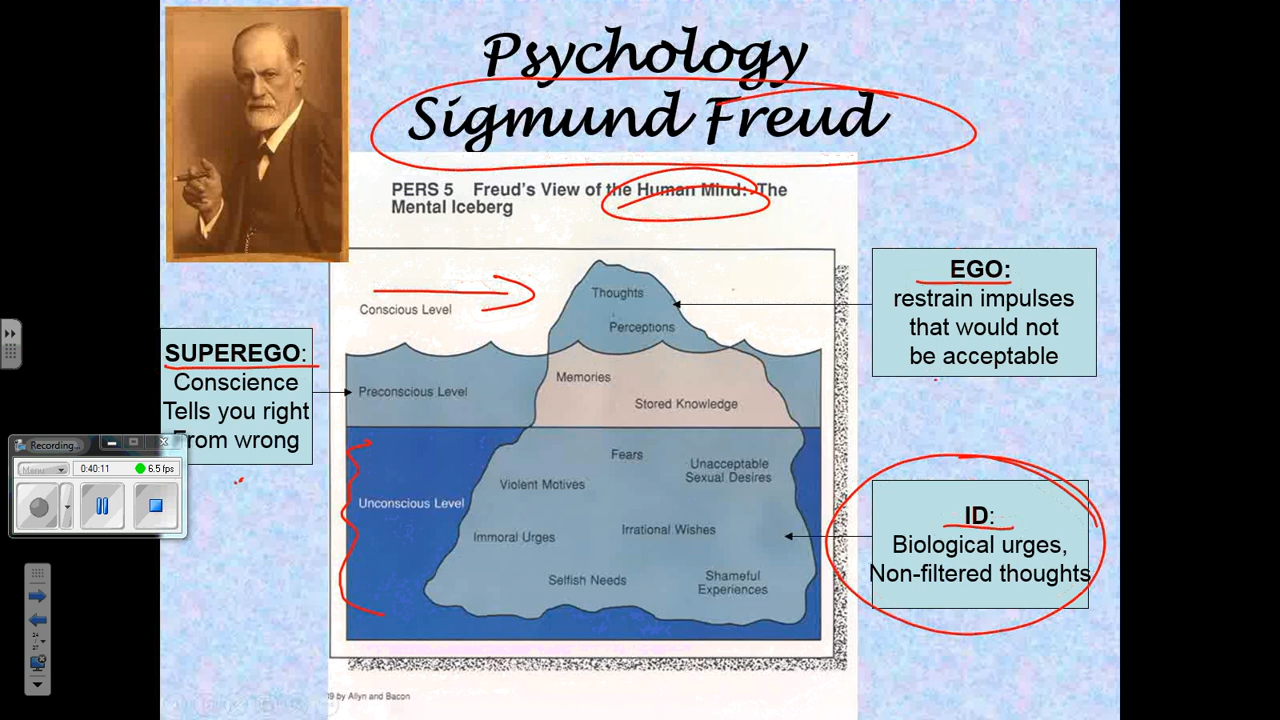 Psychology
Sigmund Freud
PERS 5 Freud's View of the Human Mind: The
Mental Iceberg
Conscious Level
Thoughts
Perceptions
EGO:
restrain impulses
that would not
be acceptable
SUPEREGO:
Conscience
Tells you right
From wrong
Preconscious Level
Memories
Stored Knowledge
Recording...
Menu
0:40:11
6.5 fps
Unconscious Level
Fears
Unacceptable
Sexual Desires
Violent Motives
Irrational Wishes
Immoral Urges
Selfish Needs
Shameful
Experiences
ID:
Biological urges,
Non-filtered thoughts
24
/
27
by Allyn and Bacon